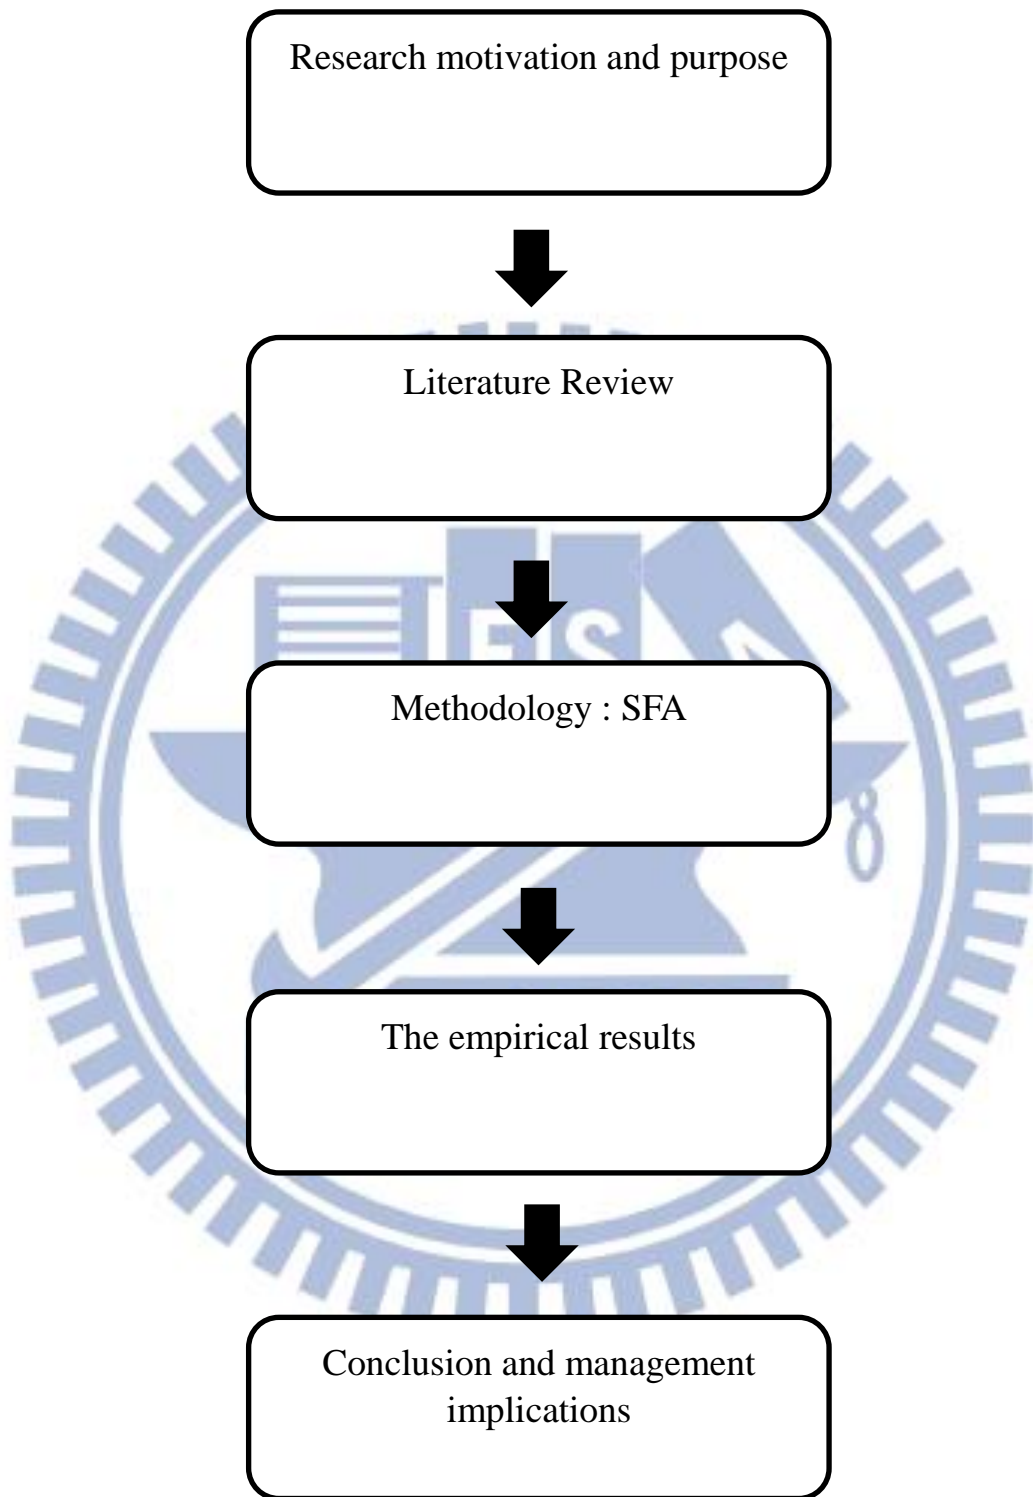 Research motivation and purpose
Literature Review
E S A
Methodology : SFA
The empirical results
Conclusion and management
implications